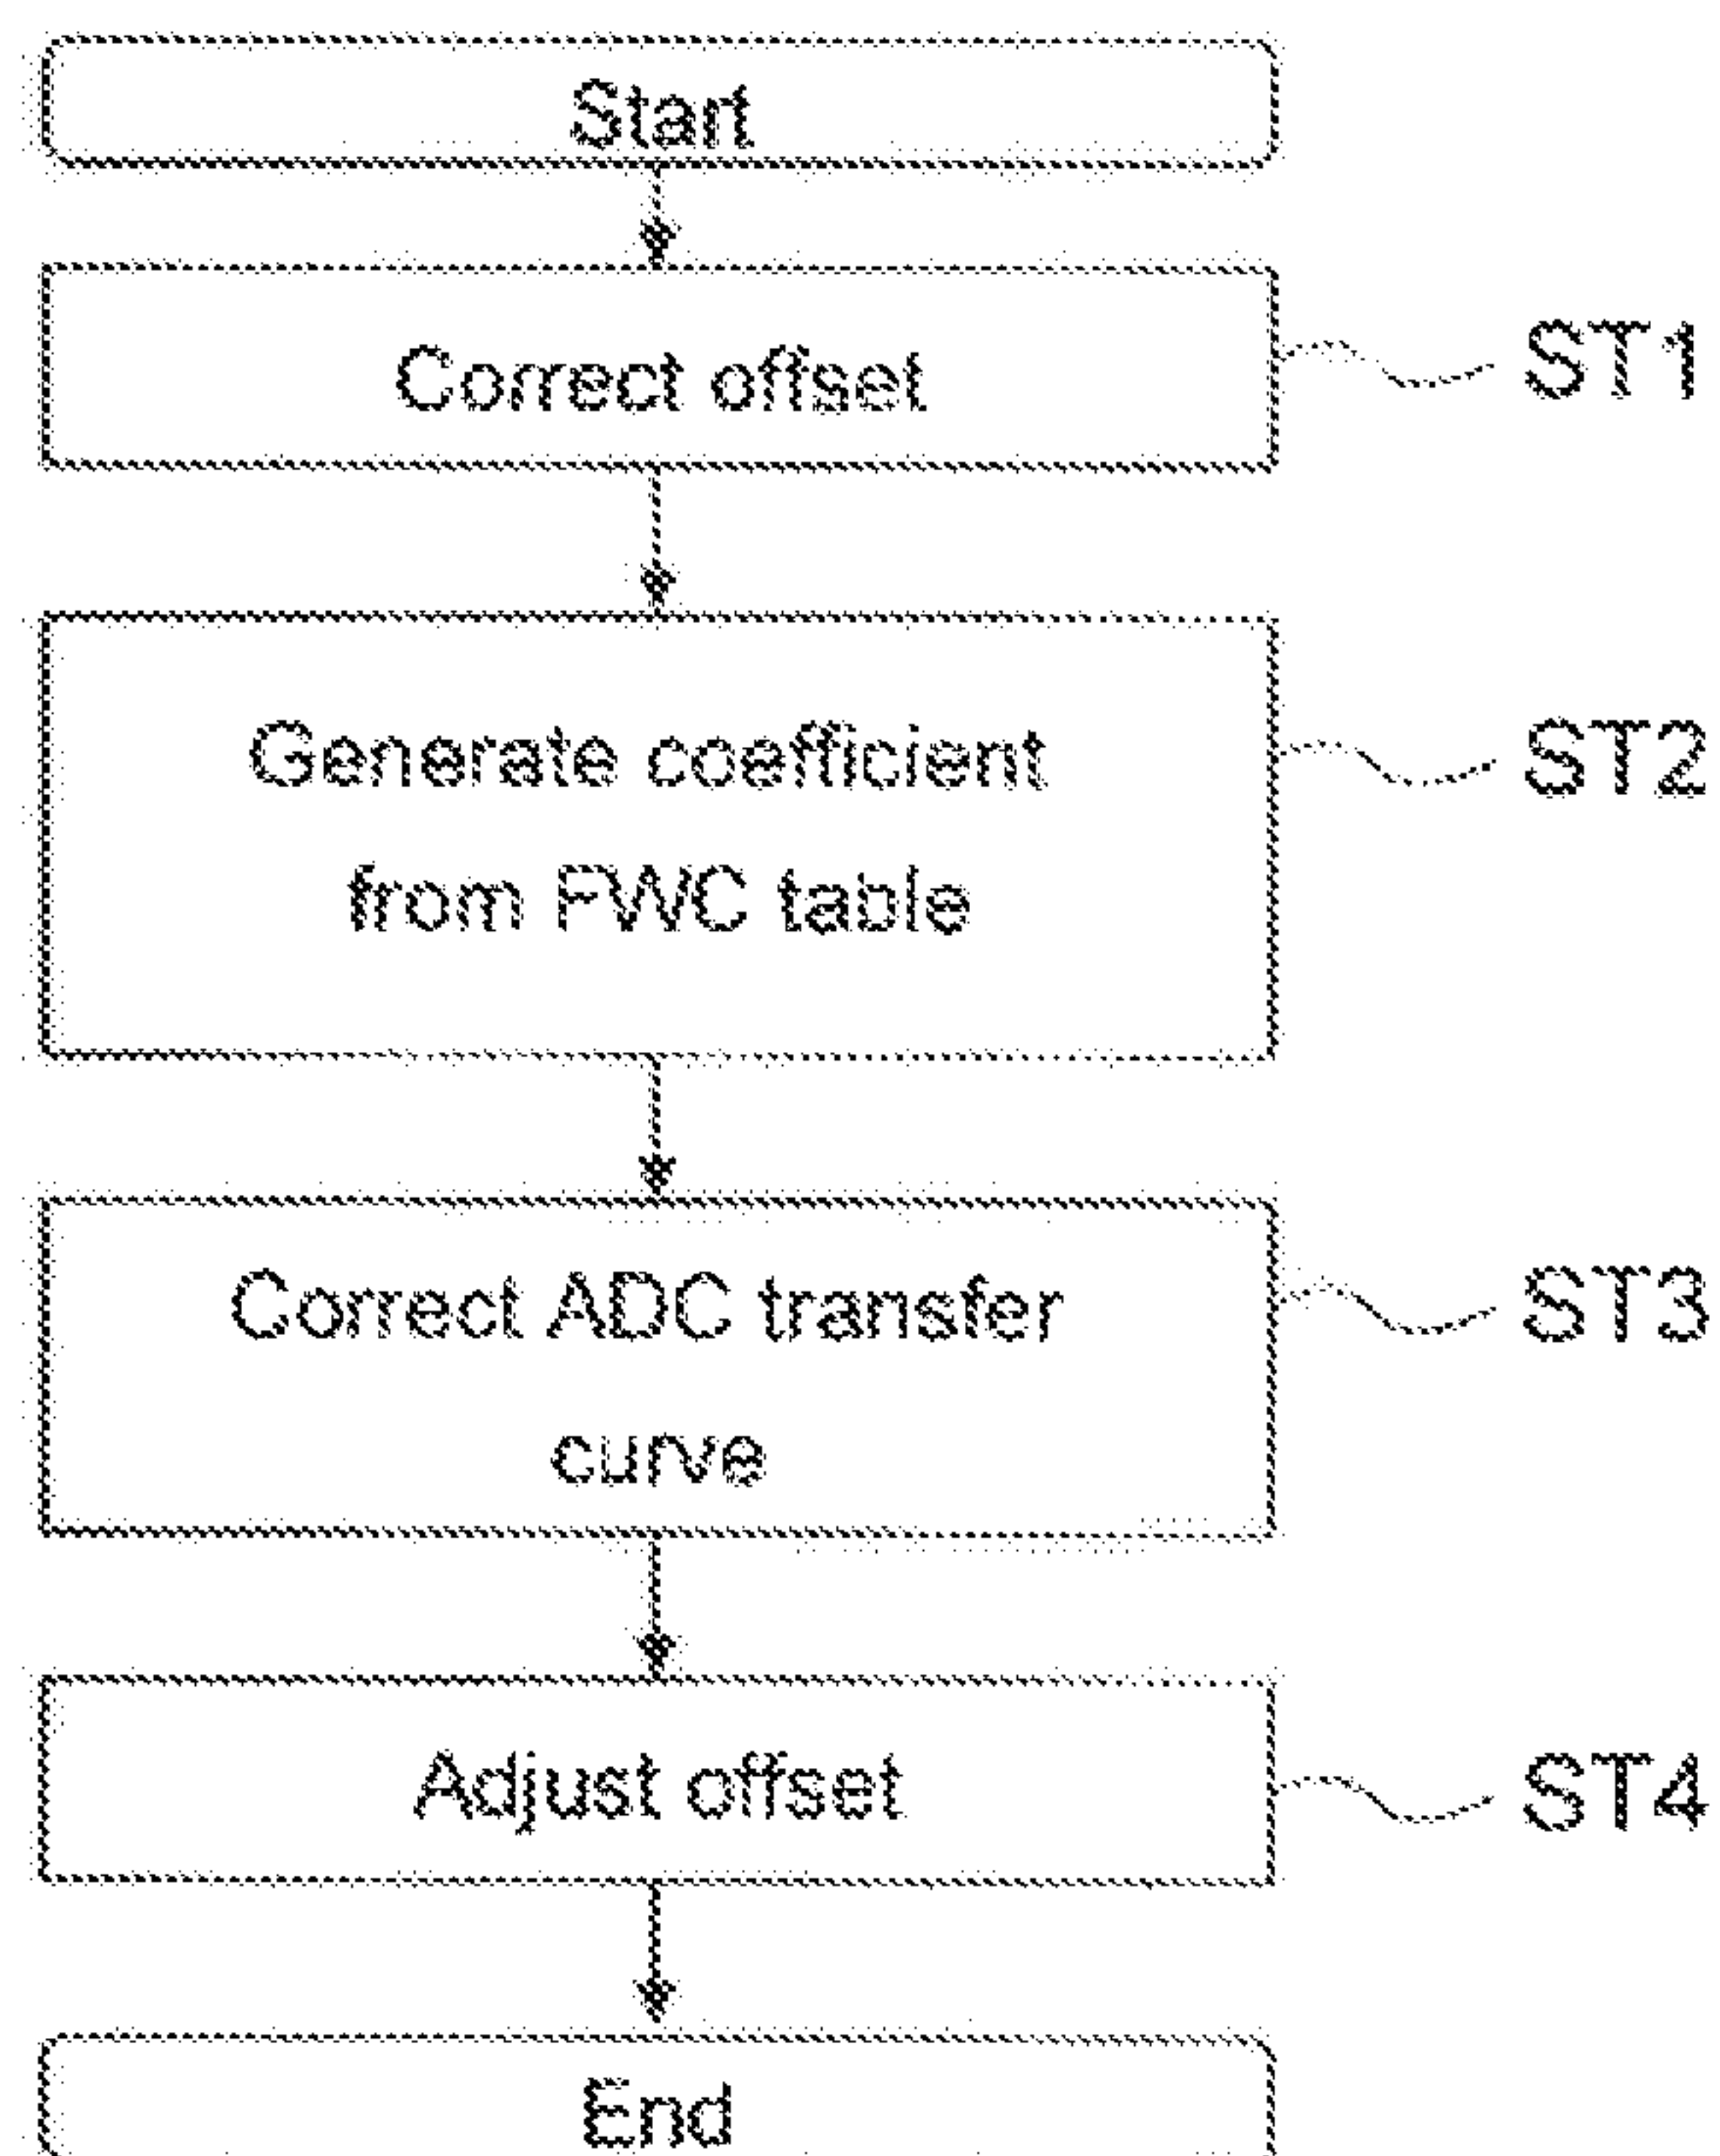 Start
Correct offset
ST1
Generate coefficient
from FWC table
ST2
Correct ADC transfer
curve
ST3
Adjust offset
ST4
End